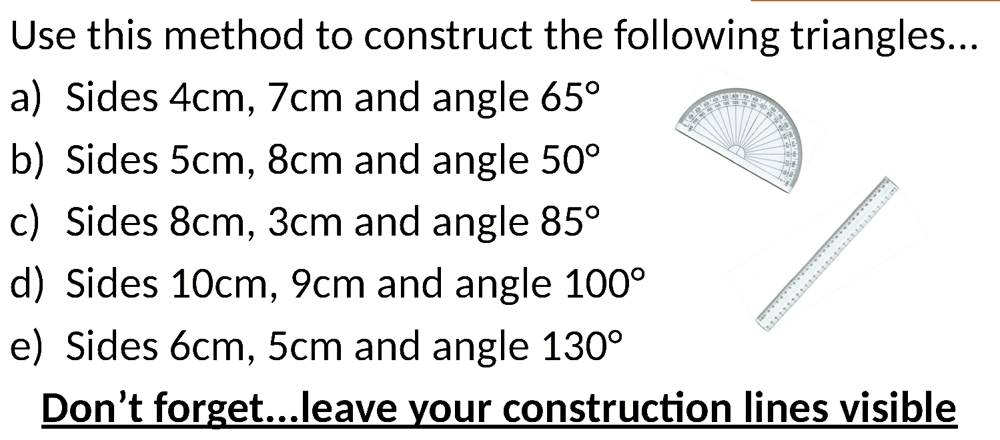 Use this method to construct the following triangles…
a) Sides 4cm, 7cm and angle 65°
b) Sides 5cm, 8cm and angle 50°
c) Sides 8cm, 3cm and angle 85°
d) Sides 10cm, 9cm and angle 100°
e) Sides 6cm, 5cm and angle 130°
Don’t forget…leave your construction lines visible